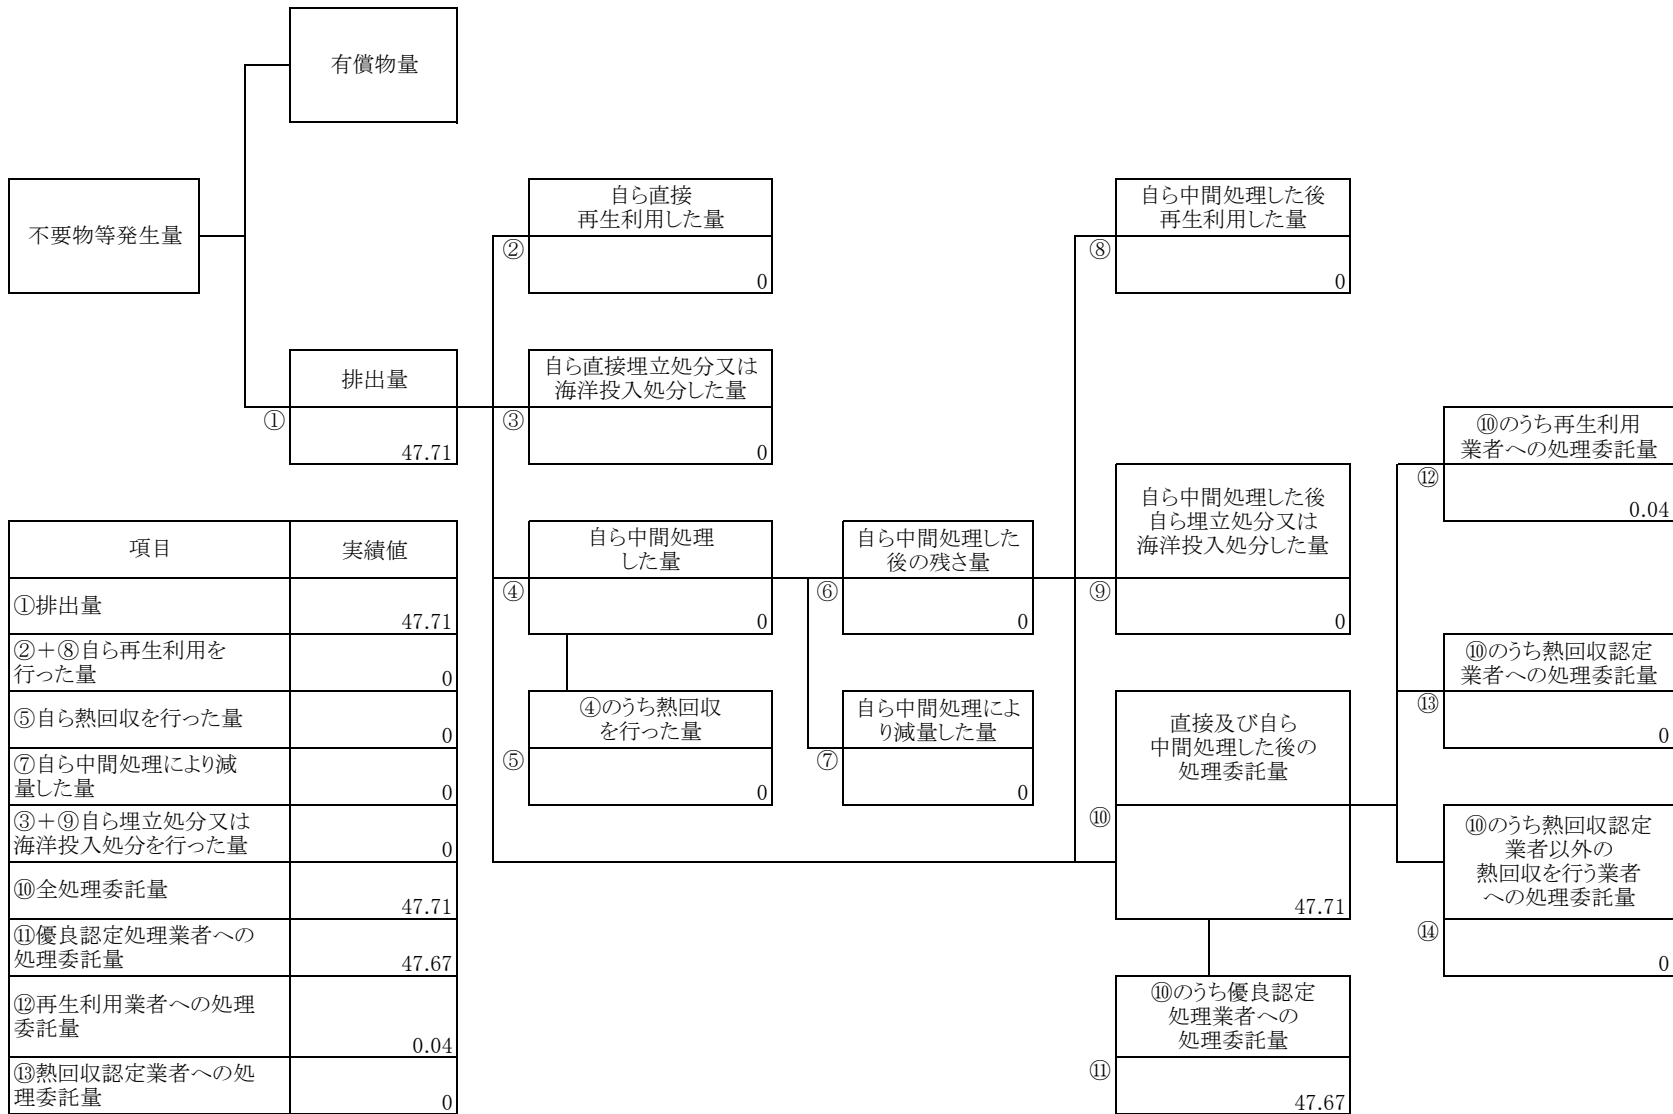 有償物量
不要物等発生量
自ら直接
再生利用した量
②
0
自ら中間処理した後
再生利用した量
⑧
0
排出量
①
47.71
自ら直接埋立処分又は
海洋投入処分した量
③
0
⑩のうち再生利用
業者への処理委託量
⑫
0.04
自ら中間処理
した量
④
0
自ら中間処理した
後の残さ量
⑥
0
自ら中間処理した後
自ら埋立処分又は
海洋投入処分した量
⑨
0
⑩のうち熱回収認定
業者への処理委託量
⑬
0
④のうち熱回収
を行った量
⑤
0
自ら中間処理によ
り減量した量
⑦
0
直接及び自ら
中間処理した後の
処理委託量
⑩
47.71
⑩のうち熱回収認定
業者以外の
熱回収を行う業者
への処理委託量
⑭
0
⑩のうち優良認定
処理業者への
処理委託量
⑪
47.67
項目 実績値
①排出量
47.71
②＋⑧自ら再生利用を
行った量
0
⑤自ら熱回収を行った量
0
⑦自ら中間処理により減
量した量
0
③＋⑨自ら埋立処分又は
海洋投入処分を行った量
0
⑩全処理委託量
47.71
⑪優良認定処理業者への
処理委託量
47.67
⑫再生利用業者への処理
委託量
0.04
⑬熱回収認定業者への処
理委託量
0